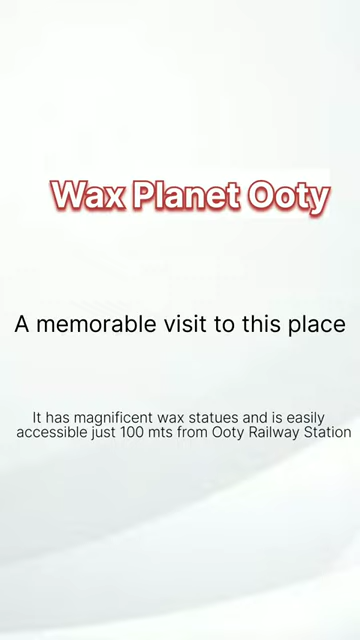 Wax Planet Ooty
A memorable visit to this place
It has magnificent wax statues and is easily
accessible just 100 mts from Ooty Railway Station